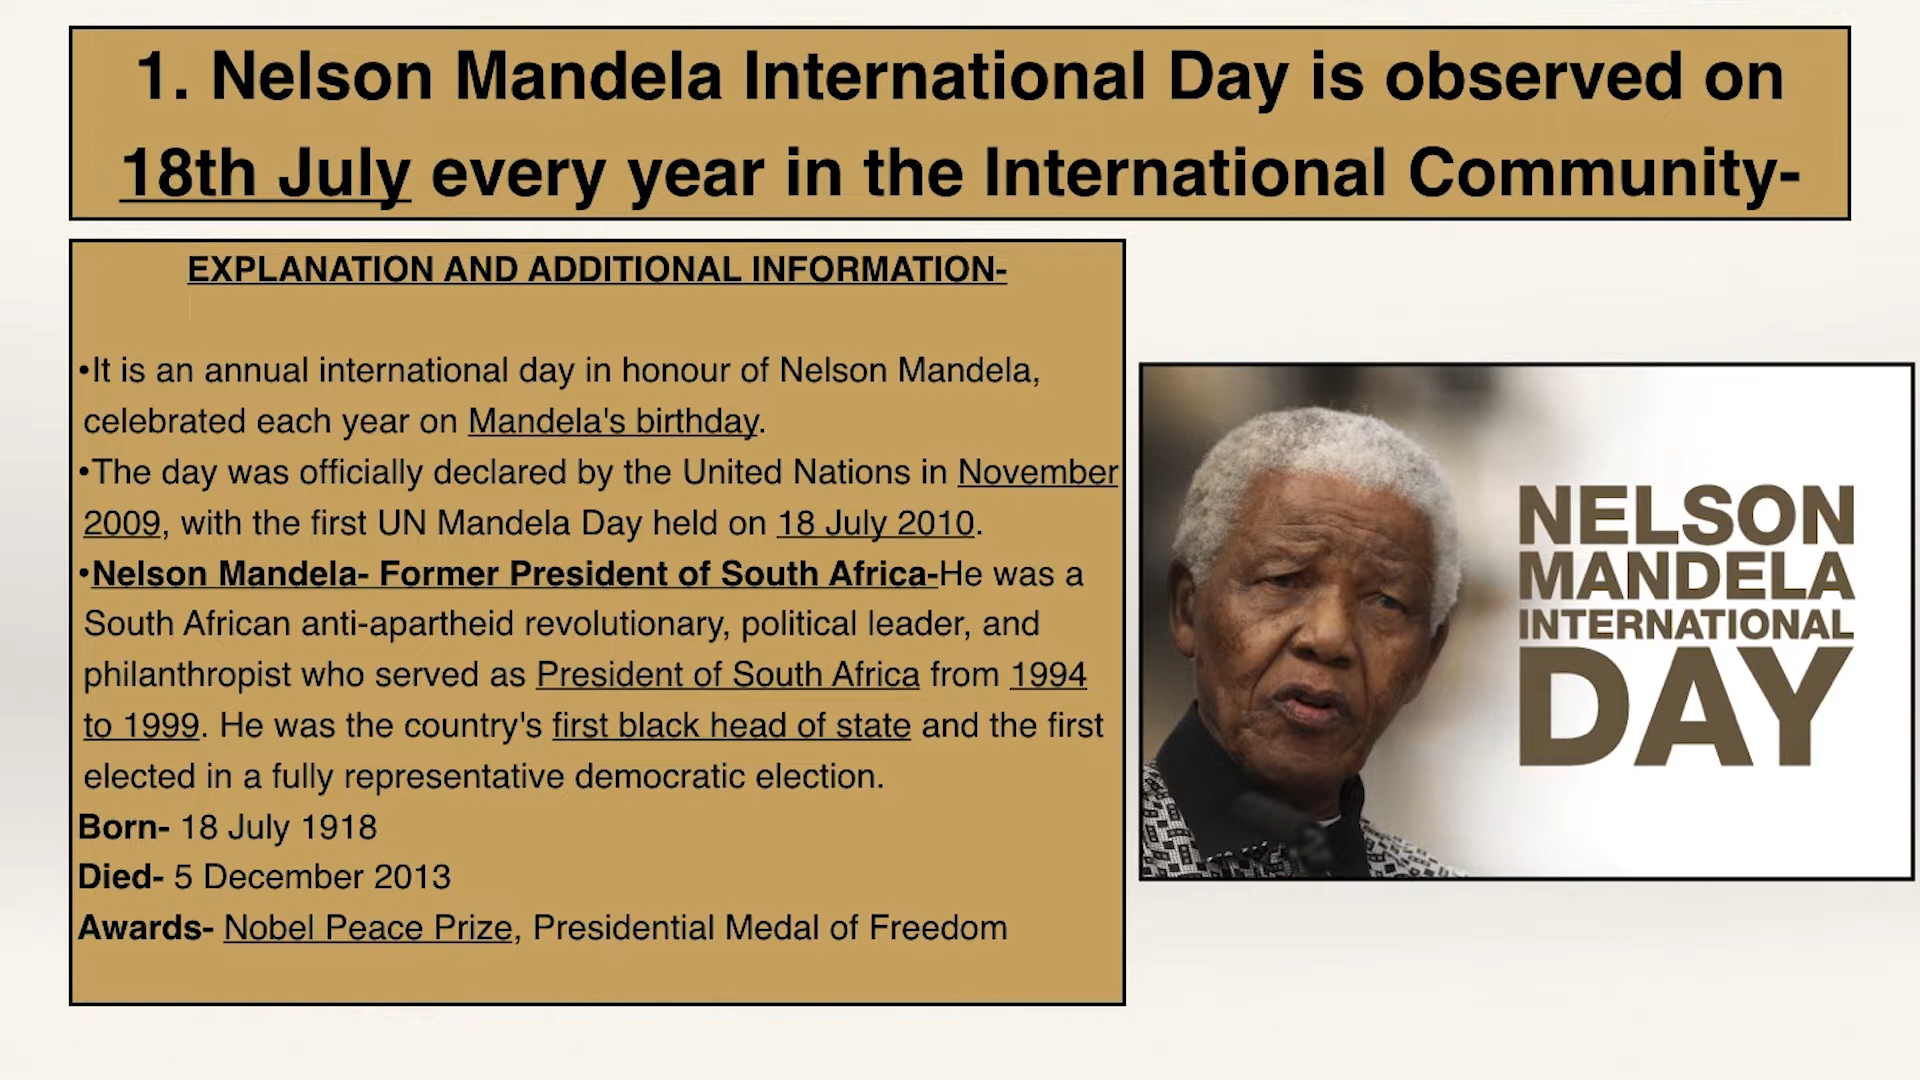 1. Nelson Mandela International Day is observed on
18th July every year in the International Community-
EXPLANATION AND ADDITIONAL INFORMATION-
•It is an annual international day in honour of Nelson Mandela,
celebrated each year on Mandela's birthday.
•The day was officially declared by the United Nations in November
2009, with the first UN Mandela Day held on 18 July 2010.
•Nelson Mandela- Former President of South Africa-He was a
South African anti-apartheid revolutionary, political leader, and
philanthropist who served as President of South Africa from 1994
to 1999. He was the country's first black head of state and the first
elected in a fully representative democratic election.
Born- 18 July 1918
Died- 5 December 2013
Awards- Nobel Peace Prize, Presidential Medal of Freedom
NELSON
MANDELA
INTERNATIONAL
DAY